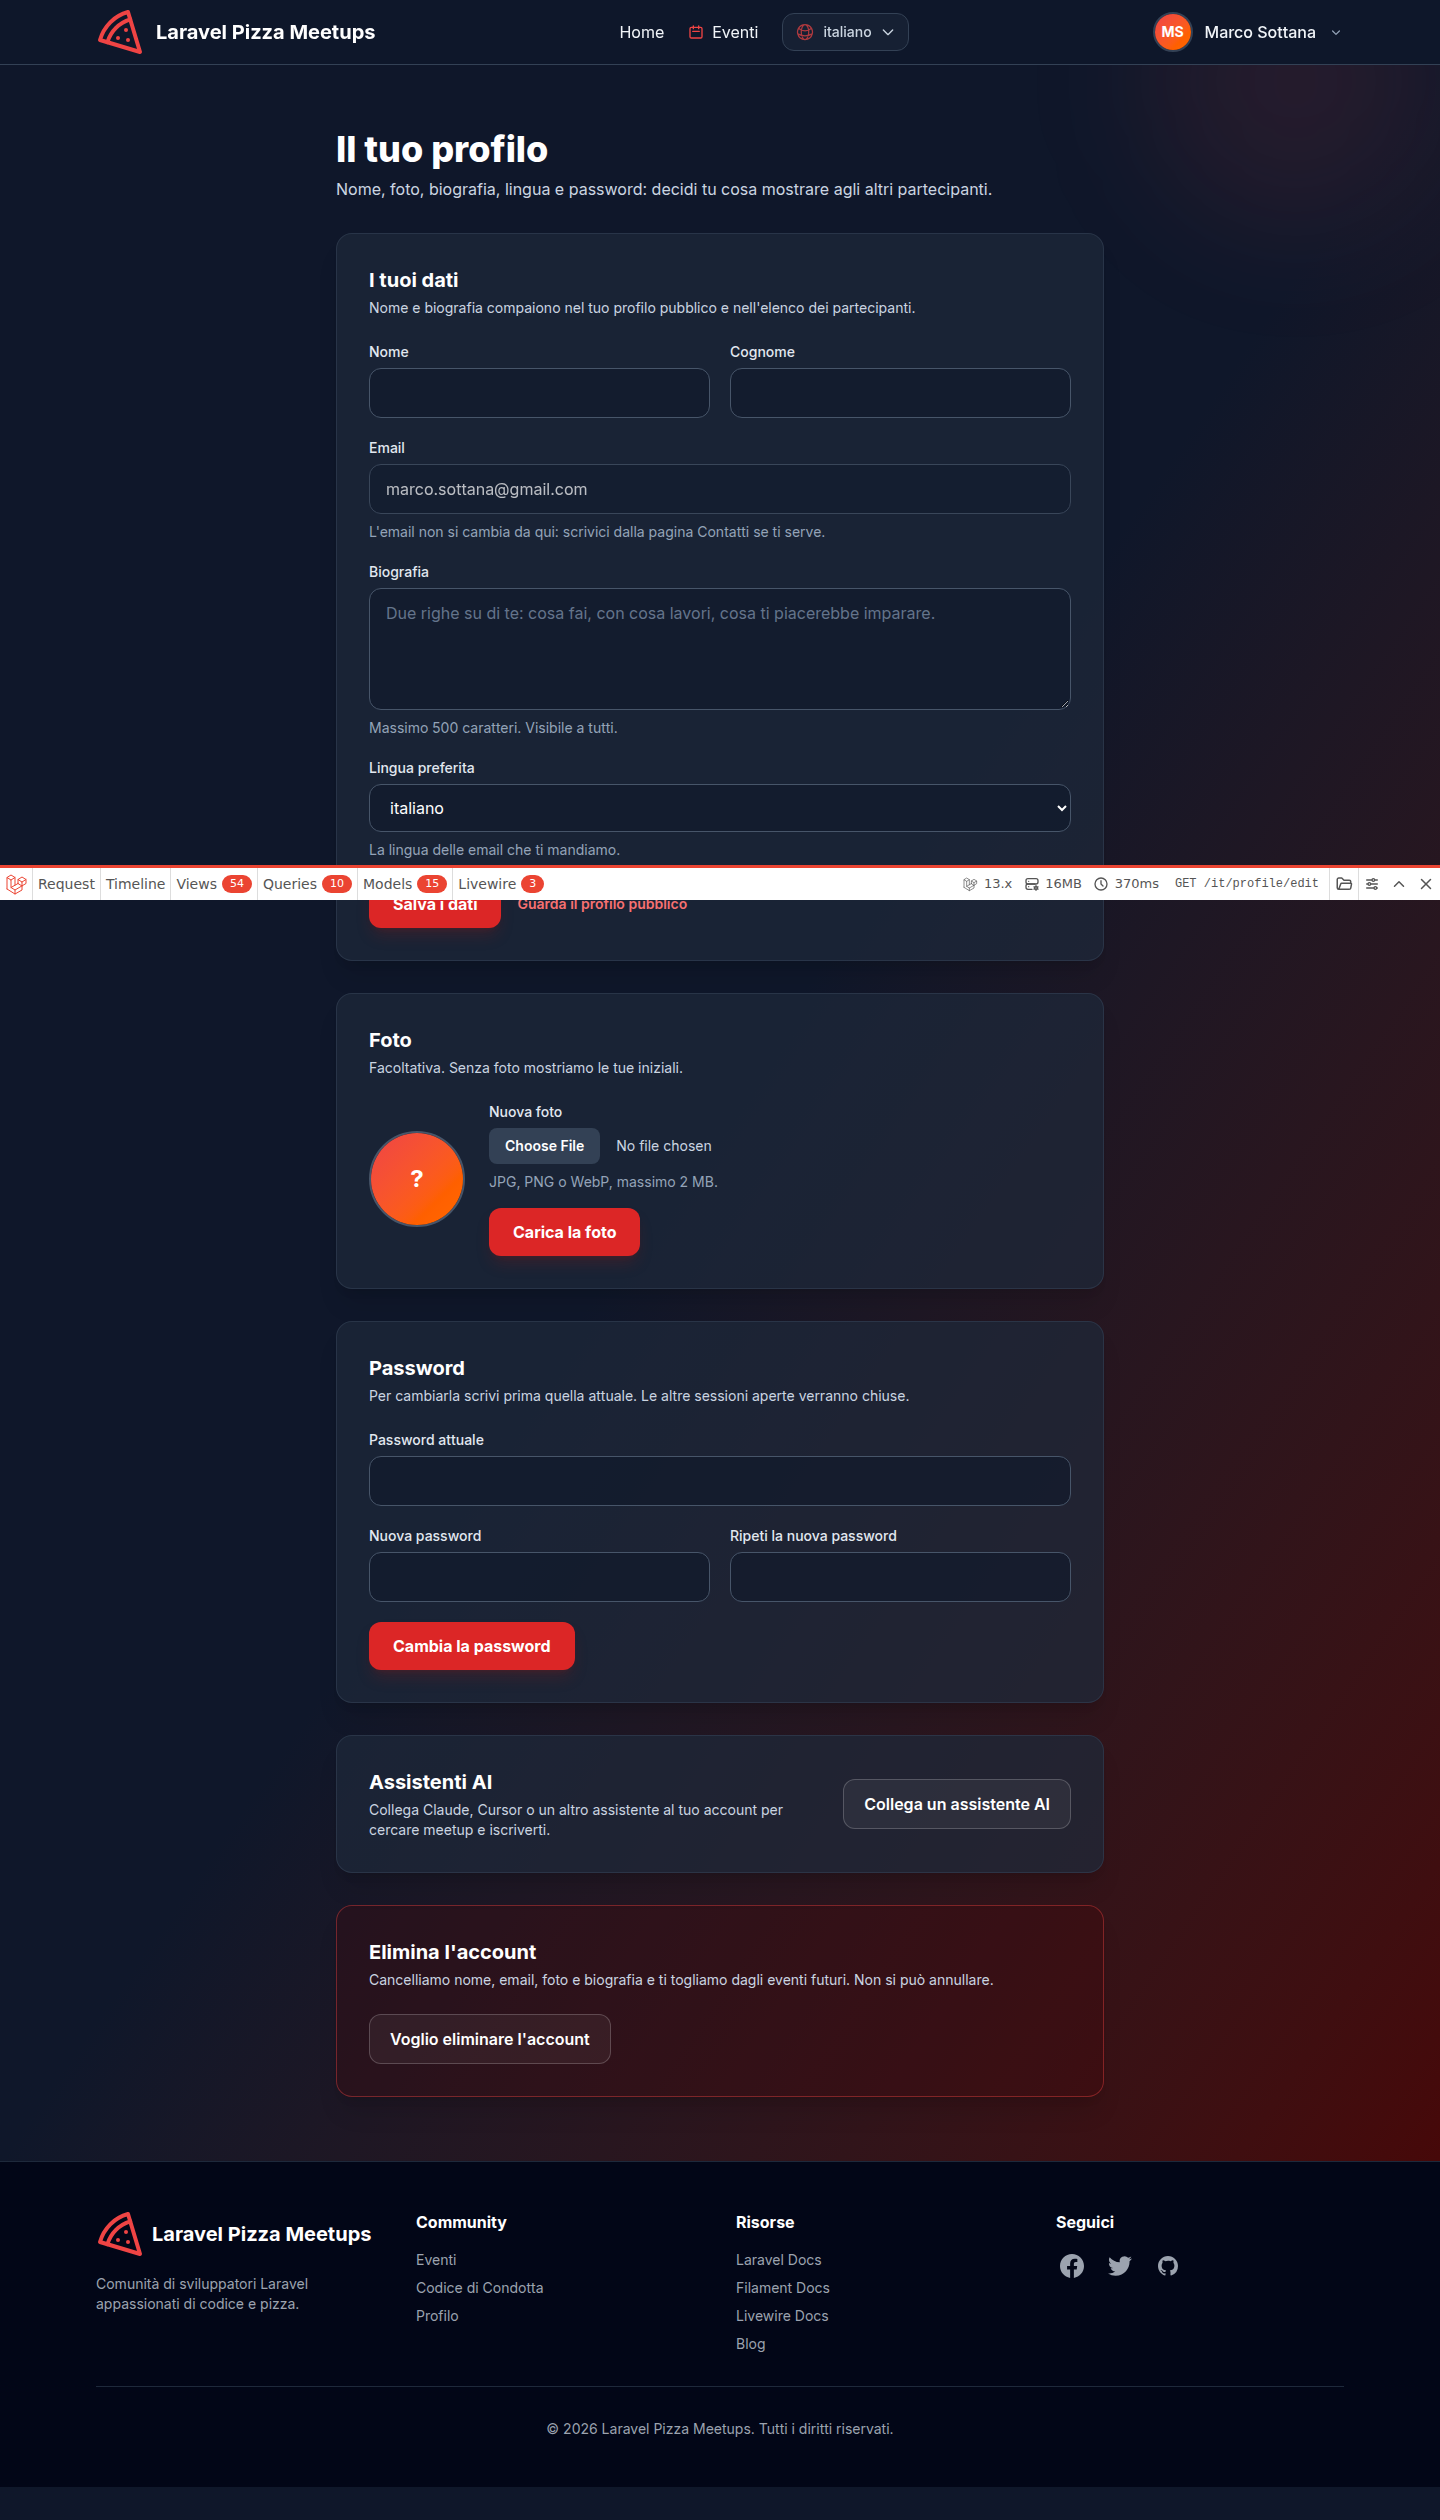 Laravel Pizza Meetups
Home
Eventi
italiano
MS
Marco Sottana
Il tuo profilo
Nome, foto, biografia, lingua e password: decidi tu cosa mostrare agli altri partecipanti.
I tuoi dati
Nome e biografia compaiono nel tuo profilo pubblico e nell'elenco dei partecipanti.
Nome
Cognome
Email
marco.sottana@gmail.com
L'email non si cambia da qui: scrivici dalla pagina Contatti se ti serve.
Biografia
Due righe su di te: cosa fai, con cosa lavori, cosa ti piacerebbe imparare.
Massimo 500 caratteri. Visibile a tutti.
Lingua preferita
italiano
La lingua delle email che ti mandiamo.
Request Timeline Views 54 Queries 10 Models 15 Livewire 3 13.x 16MB 370ms GET /it/profile/edit
Salva i dati
Guarda il profilo pubblico
Foto
Facoltativa. Senza foto mostriamo le tue iniziali.
?
Nuova foto
Choose File No file chosen
JPG, PNG o WebP, massimo 2 MB.
Carica la foto
Password
Per cambiarla scrivi prima quella attuale. Le altre sessioni aperte verranno chiuse.
Password attuale
Nuova password
Ripeti la nuova password
Cambia la password
Assistenti AI
Collega Claude, Cursor o un altro assistente al tuo account per
cercare meetup e iscriverti.
Collega un assistente AI
Elimina l'account
Cancelliamo nome, email, foto e biografia e ti togliamo dagli eventi futuri. Non si può annullare.
Voglio eliminare l'account
Laravel Pizza Meetups
Comunità di sviluppatori Laravel
appassionati di codice e pizza.
Community
Eventi
Codice di Condotta
Profilo
Risorse
Laravel Docs
Filament Docs
Livewire Docs
Blog
Seguici
© 2026 Laravel Pizza Meetups. Tutti i diritti riservati.